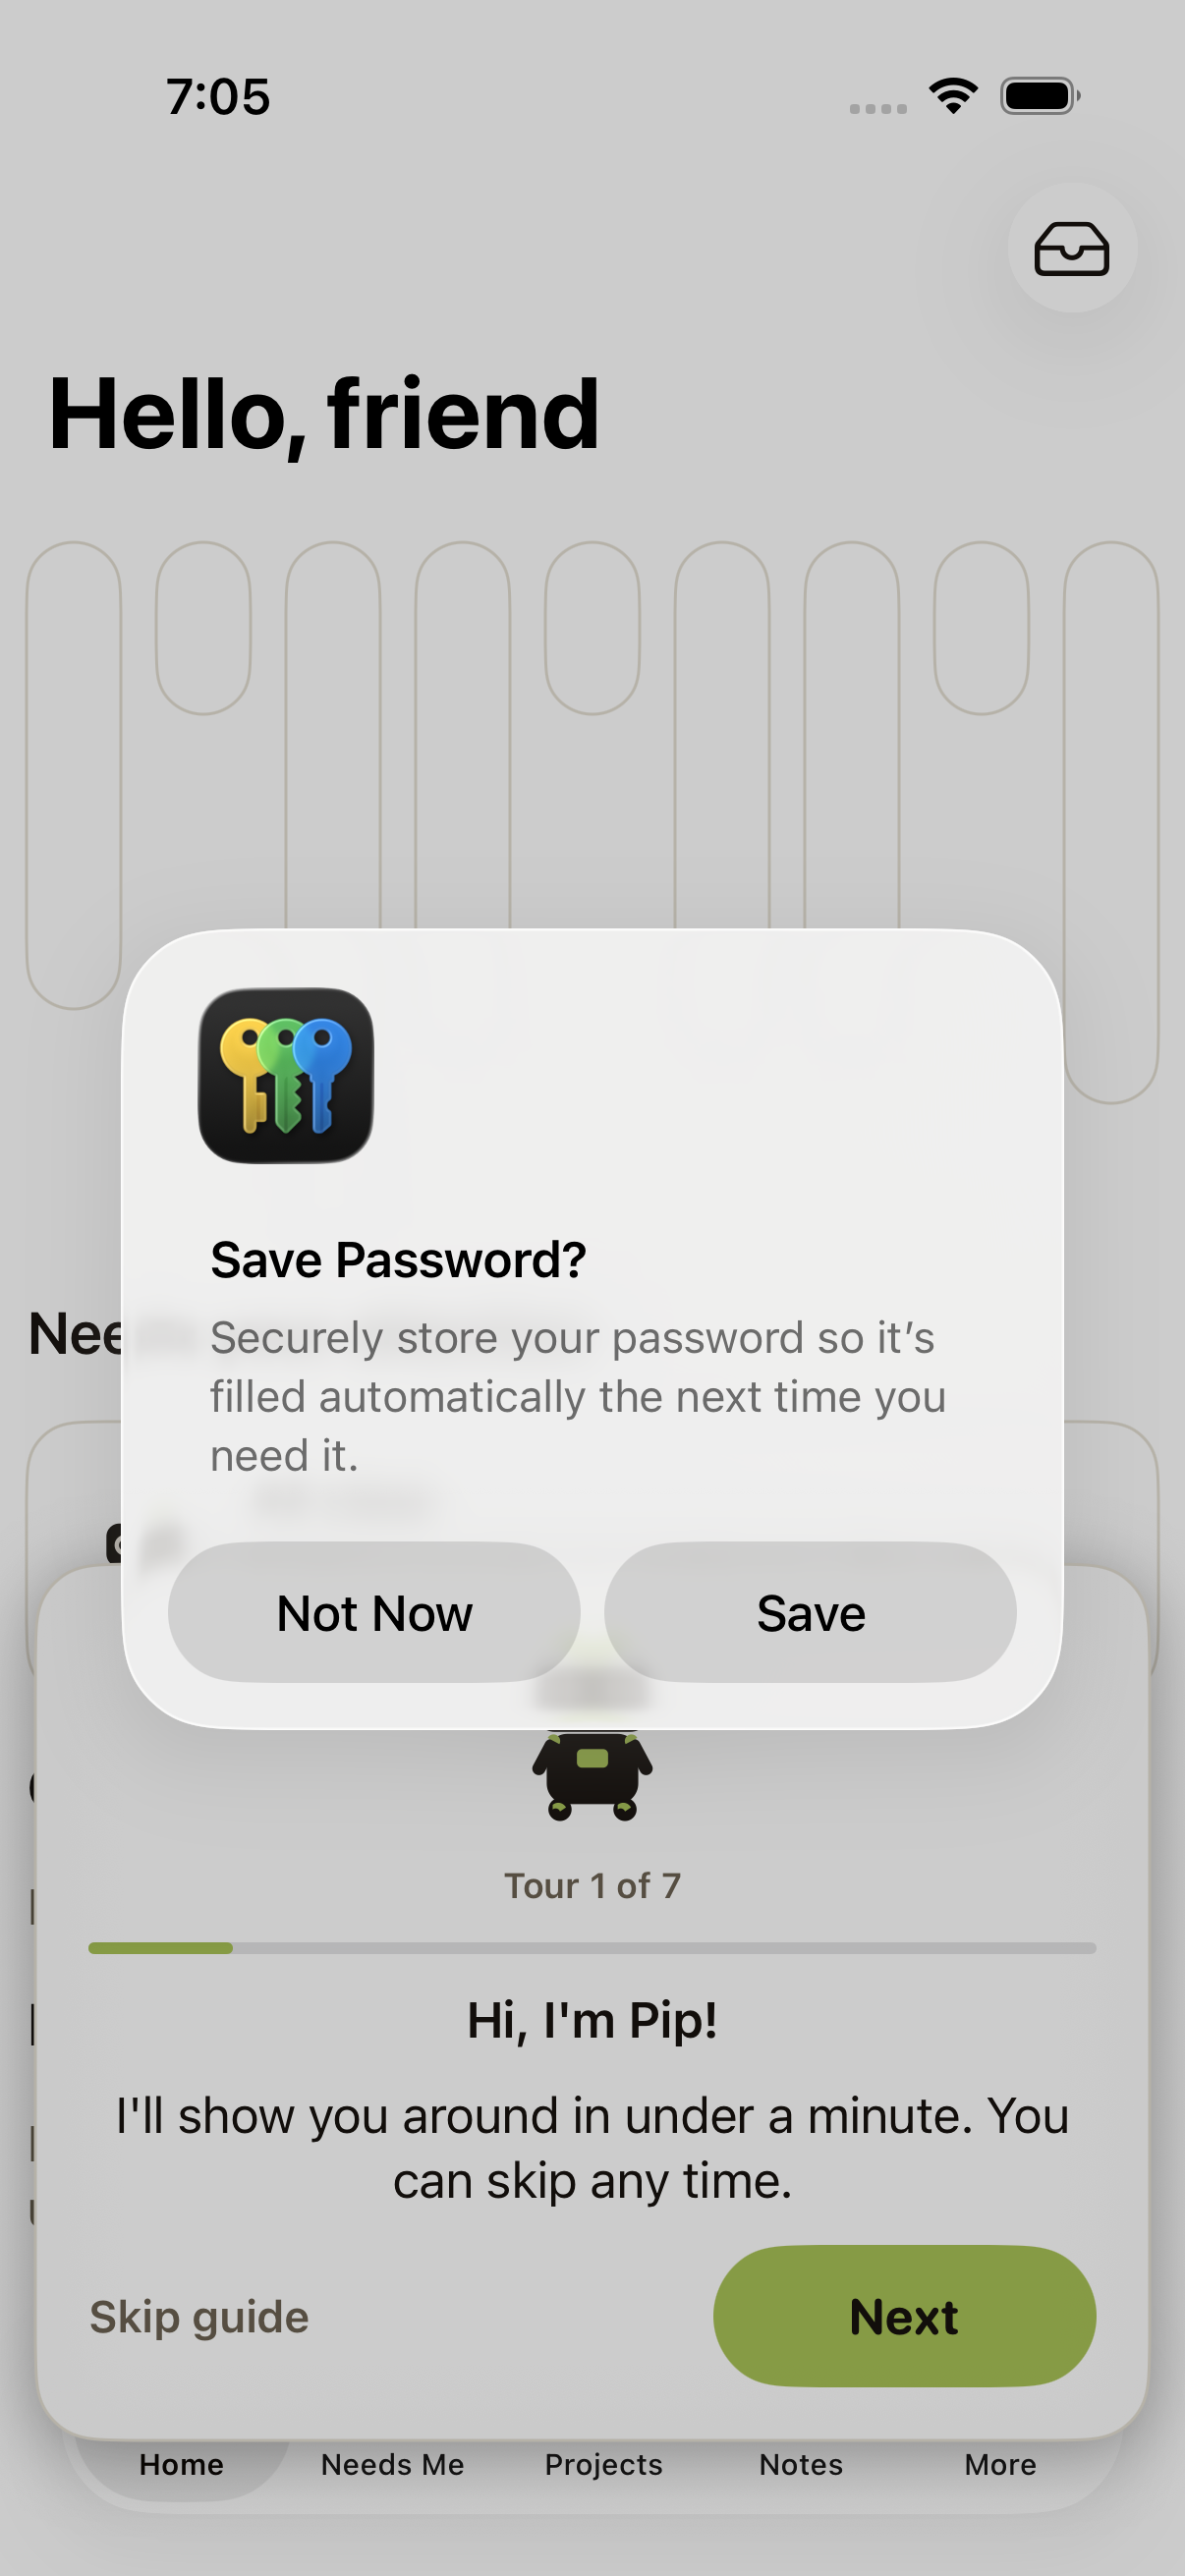 7:05
Hello, friend
Save Password?
Securely store your password so it’s
filled automatically the next time you
need it.
Not Now
Save
Tour 1 of 7
Hi, I'm Pip!
I'll show you around in under a minute. You
can skip any time.
Skip guide
Next
Home
Needs Me
Projects
Notes
More